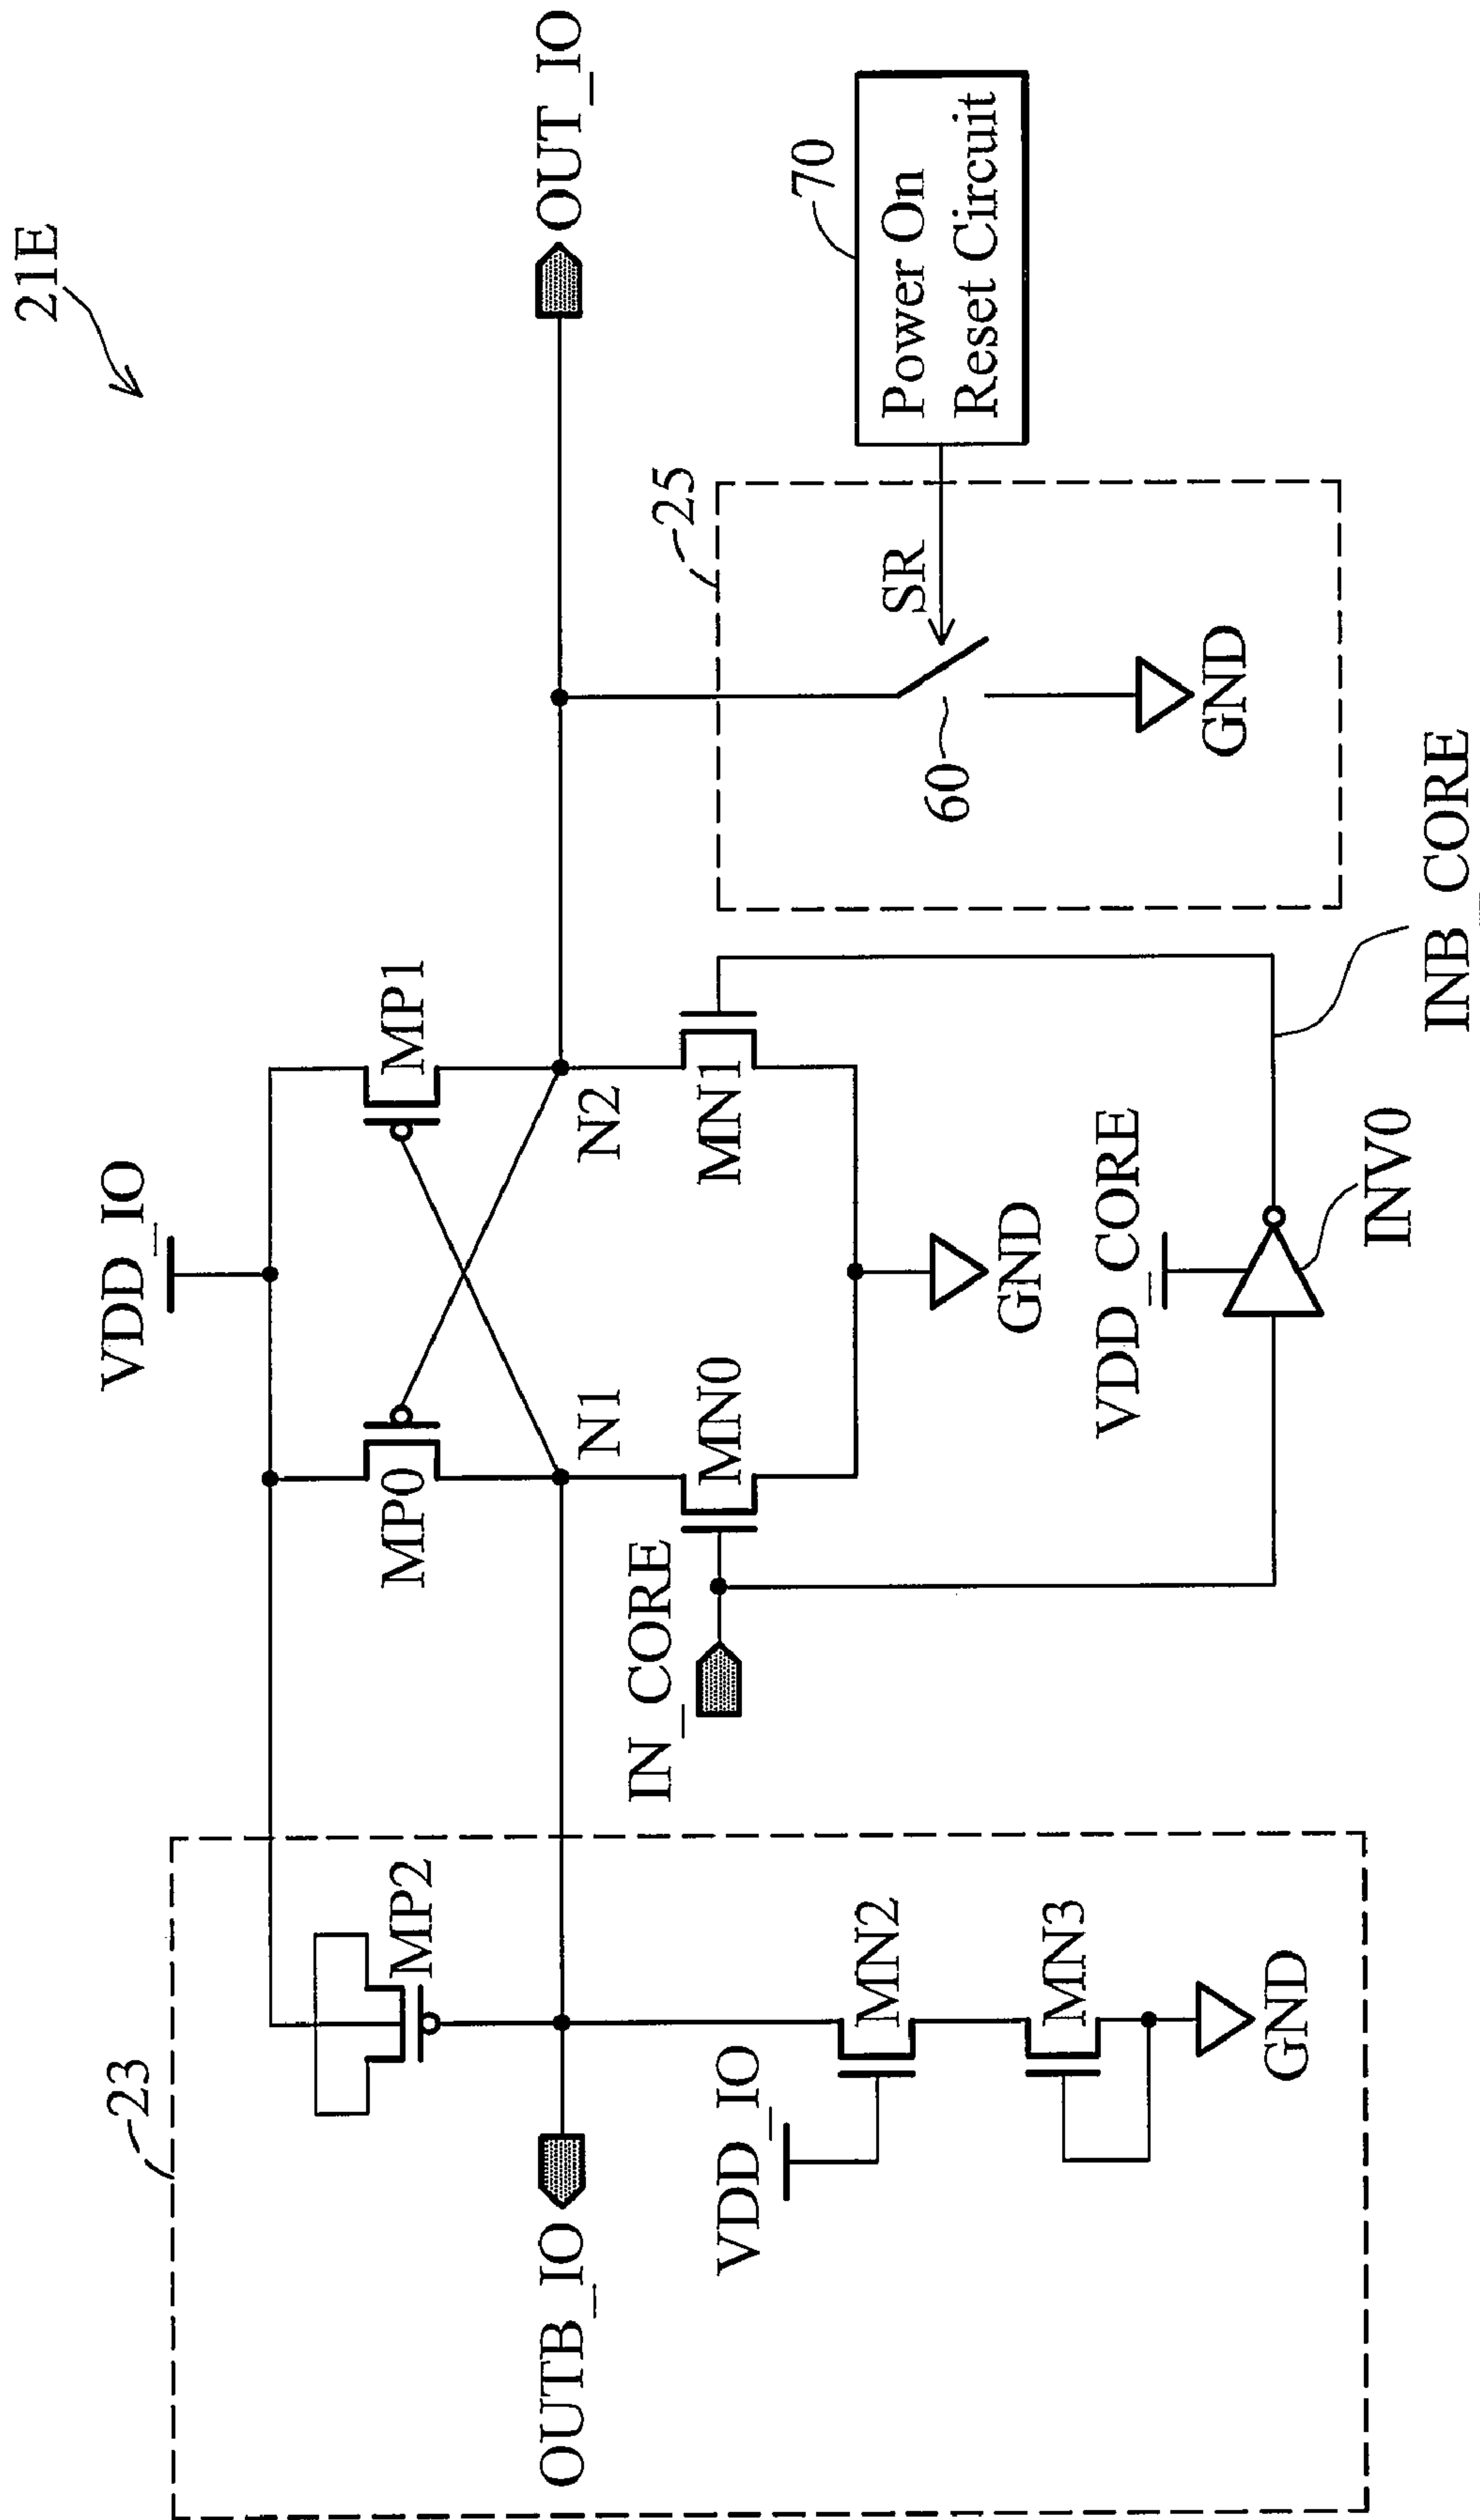 21E
VDD_IO
23
MP2
MP0
MP1
OUTB_IO
N1
N2
OUT_IO
25
70
IN_CORE
MN0
MN1
VDD_IO
MN2
SR
Power On
Reset Circuit
60
MN3
GND
VDD_CORE
GND
GND
INV0
INB_CORE